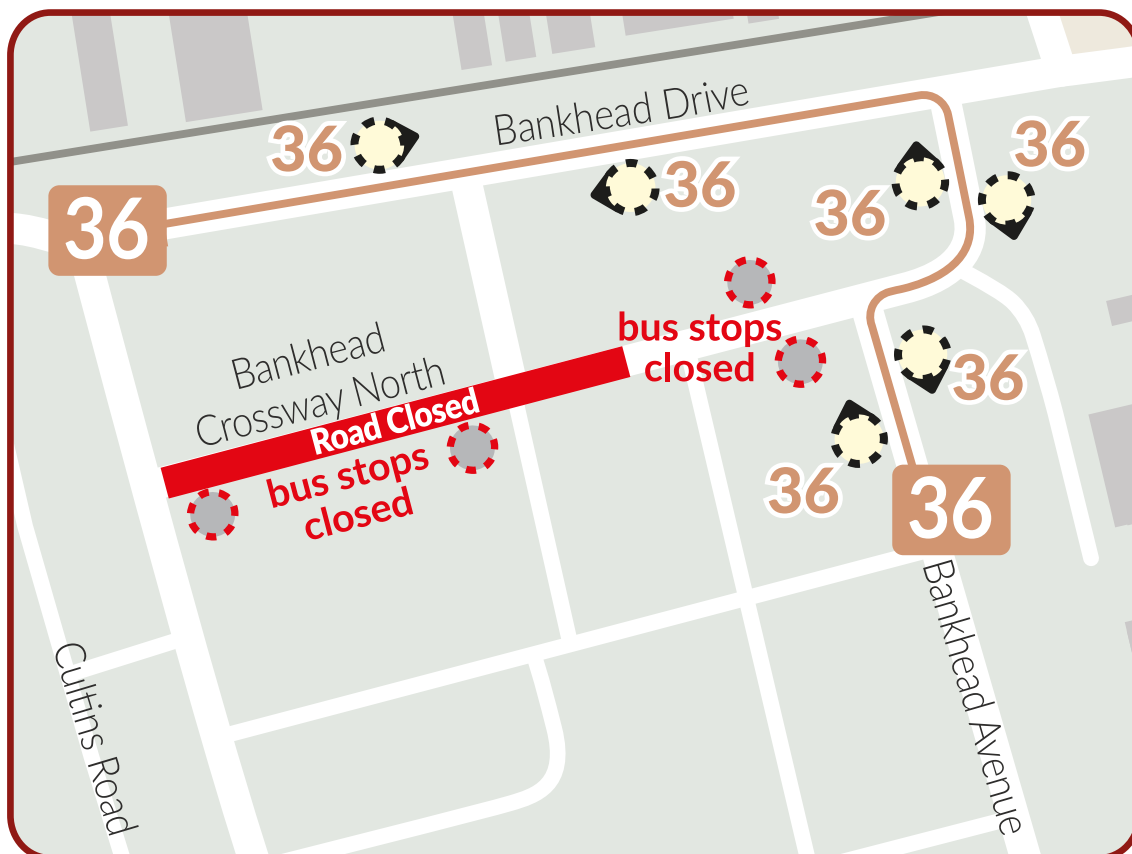 Bankhead Drive
36
36
36
36
36
36
bus stops
closed
Bankhead
Crossway North
Road Closed
bus stops
closed
36
36
36
Cultins Road
Bankhead Avenue